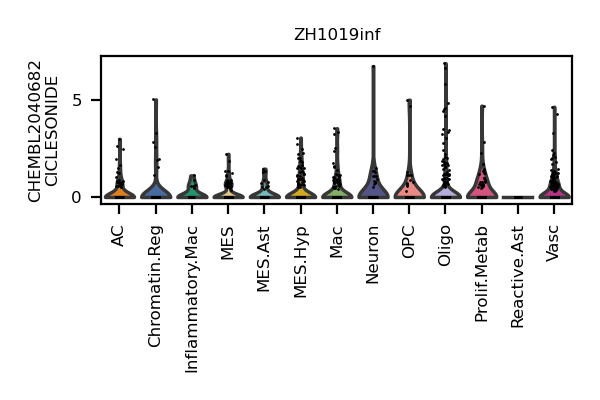 ZH1019inf
CHEMBL2040682
CICLESONIDE
5
0
AC
Chromatin.Reg
Inflammatory.Mac
MES
MES.Ast
MES.Hyp
Mac
Neuron
OPC
Oligo
Prolif.Metab
Reactive.Ast
Vasc